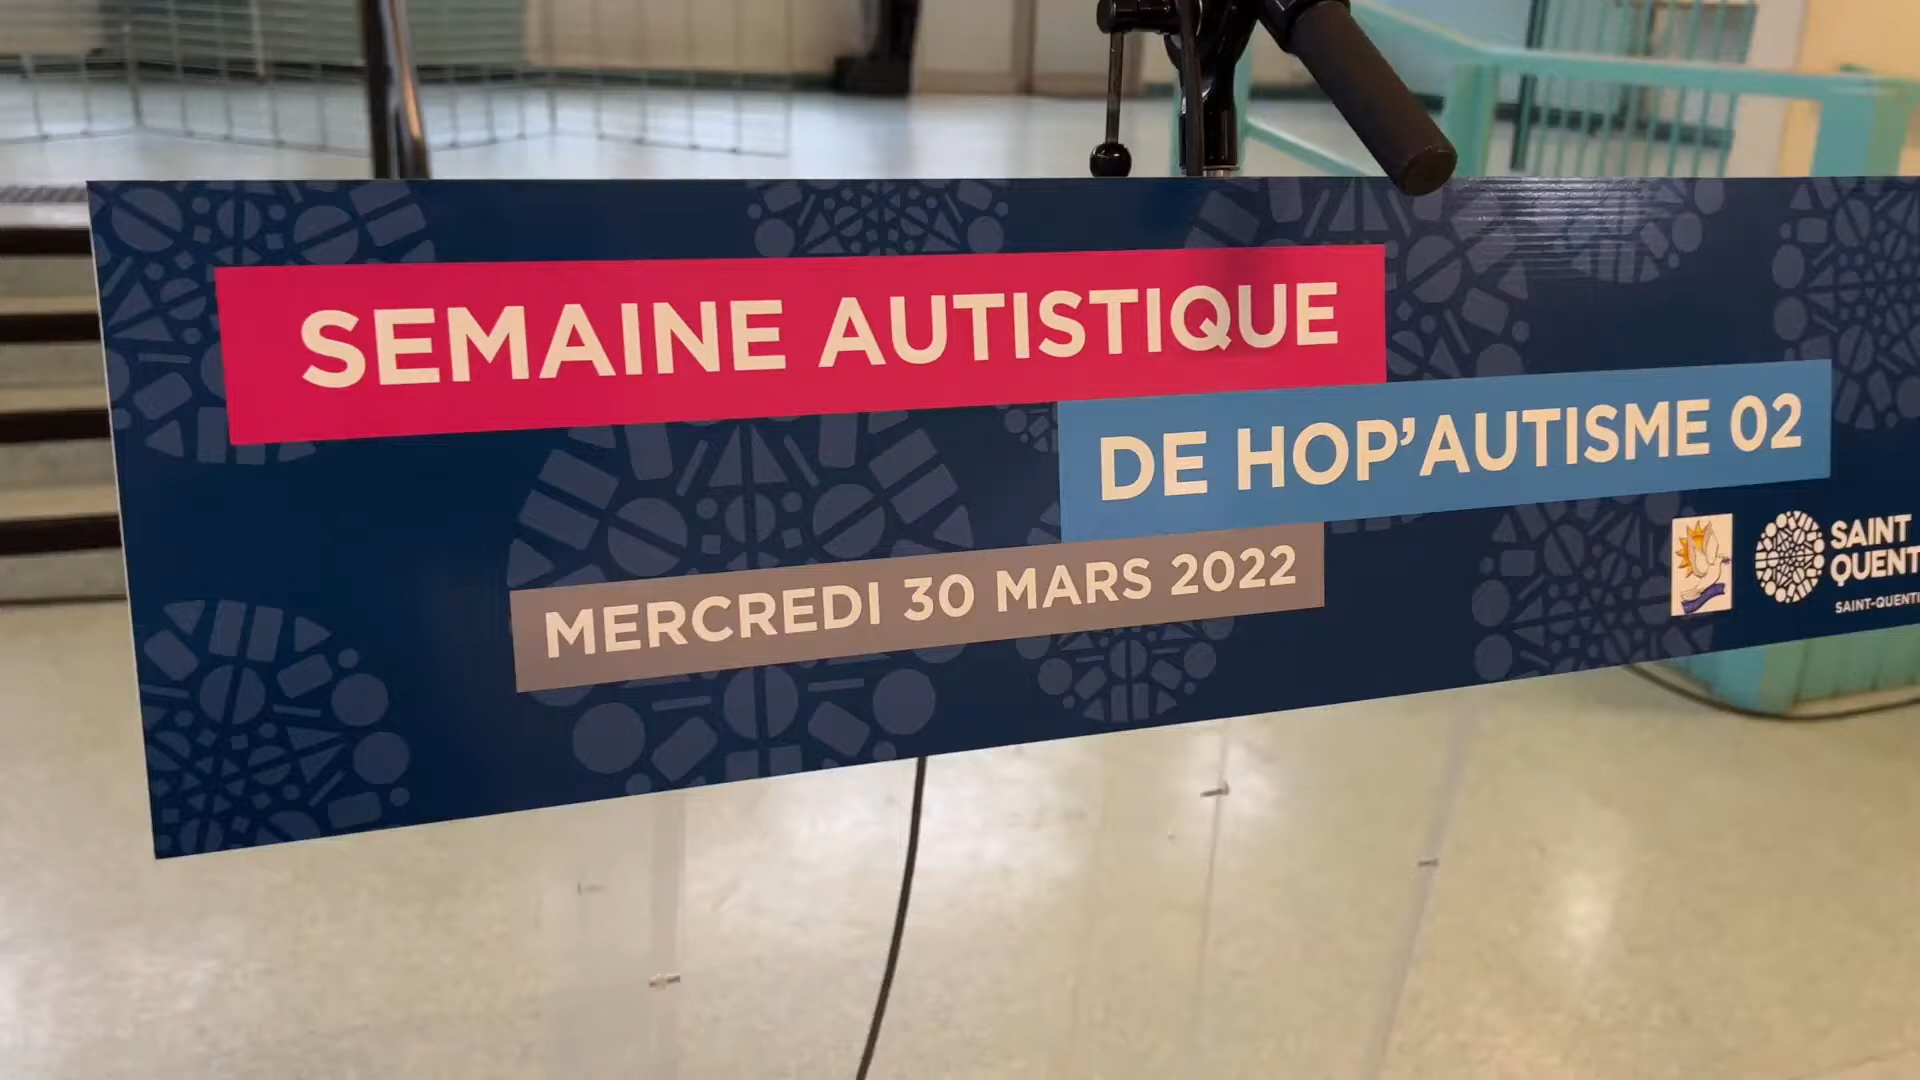 SEMAINE AUTISTIQUE
DE HOP’AUTISME 02
MERCREDI 30 MARS 2022
SAINT